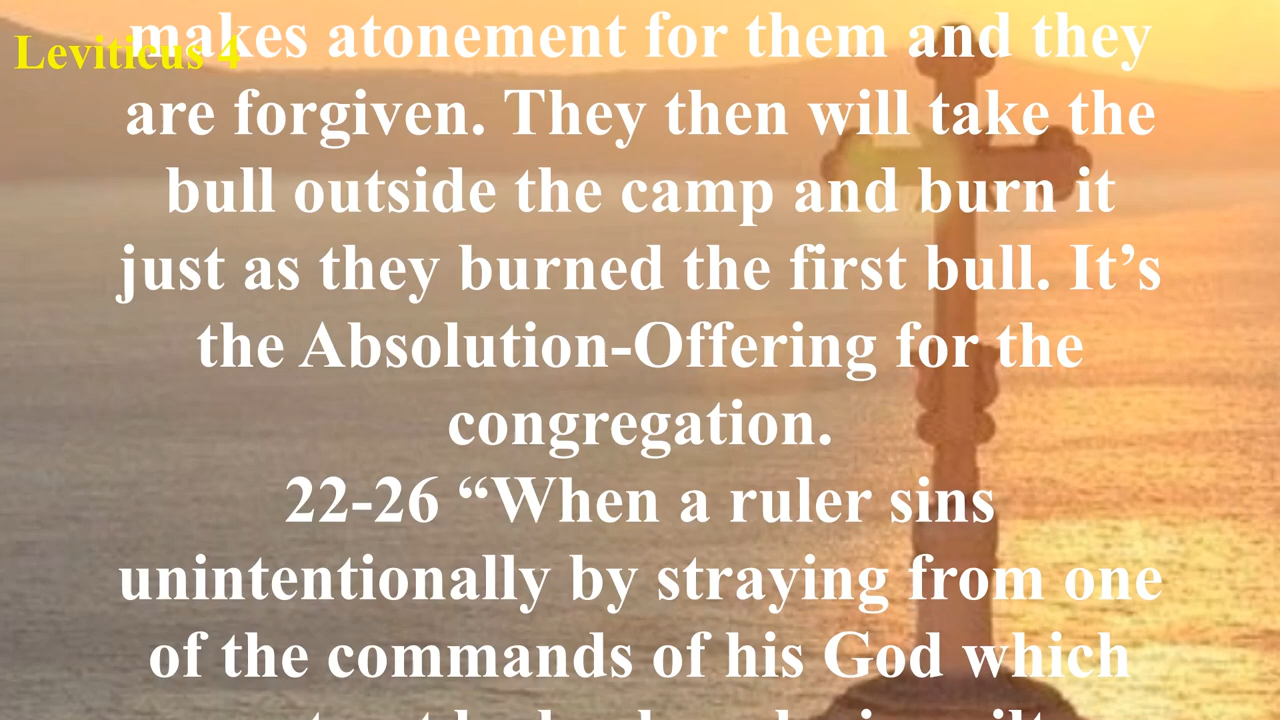 Leviticus 4
makes atonement for them and they
are forgiven. They then will take the
bull outside the camp and burn it
just as they burned the first bull. It’s
the Absolution-Offering for the
congregation.
22-26 “When a ruler sins
unintentionally by straying from one
of the commands of his God which